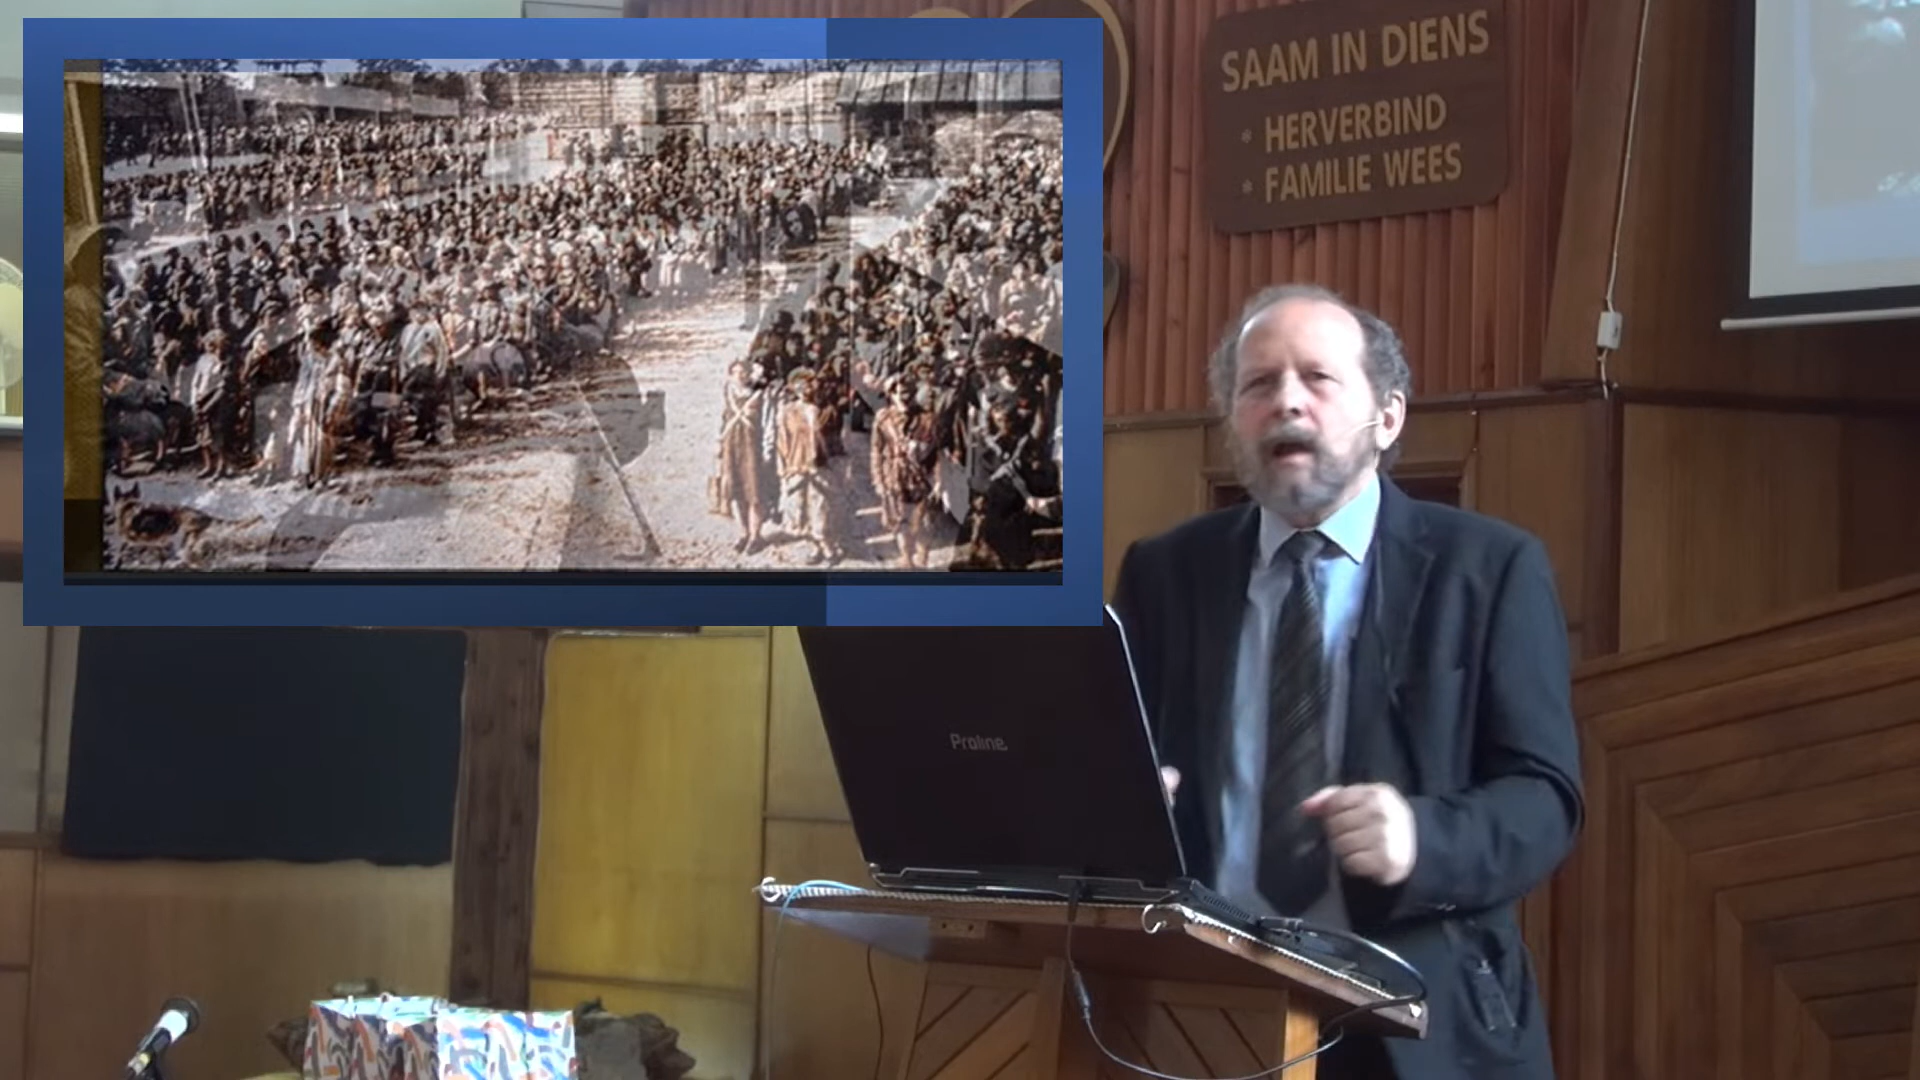 SAAM IN DIENS
* HERVERBIND
* FAMILIE WEES
Proline